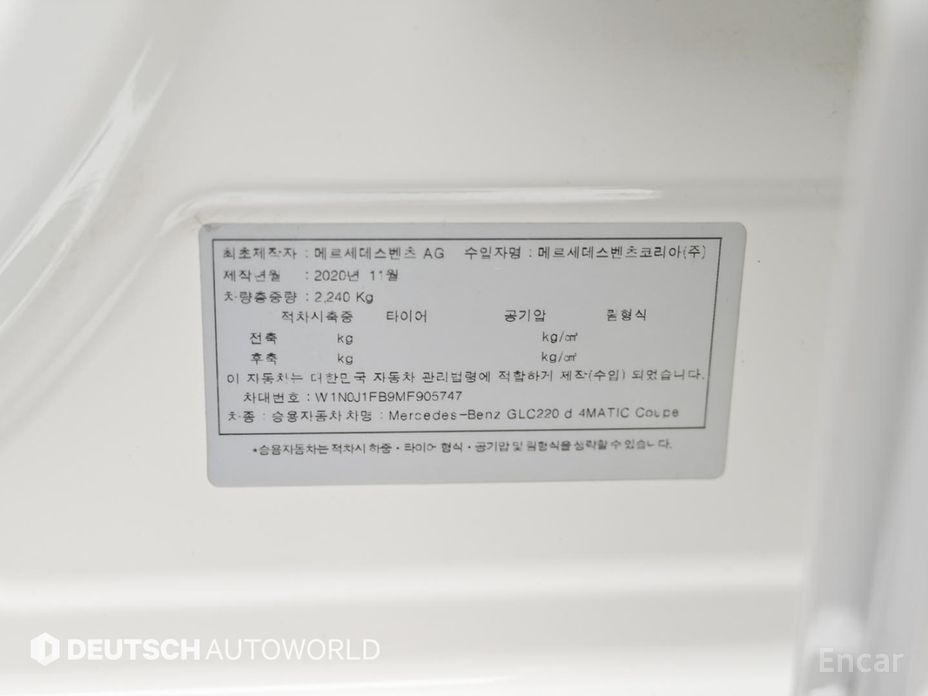 최초제작자 : 메르세데스벤츠 AG 수입자명 : 메르세데스벤츠코리아(주)
제작년월 : 2020년 11월
차량총중량 : 2,240 Kg
적차시축중 타이어 공기압 림형식
전축 kg kg/㎠
후축 kg kg/㎠
이 자동차는 대한민국 자동차 관리법령에 적합하게 제작(수입) 되었습니다.
차대번호 : W1N0J1FB9MF905747
차종 : 승용자동차 차명 : Mercedes-Benz GLC220 d 4MATIC Coupe
*승용자동차는 적차시 하중·타이어 형식·공기압 및 림형식을 생략할 수 있습니다.
DEUTSCH AUTOWORLD
Encar